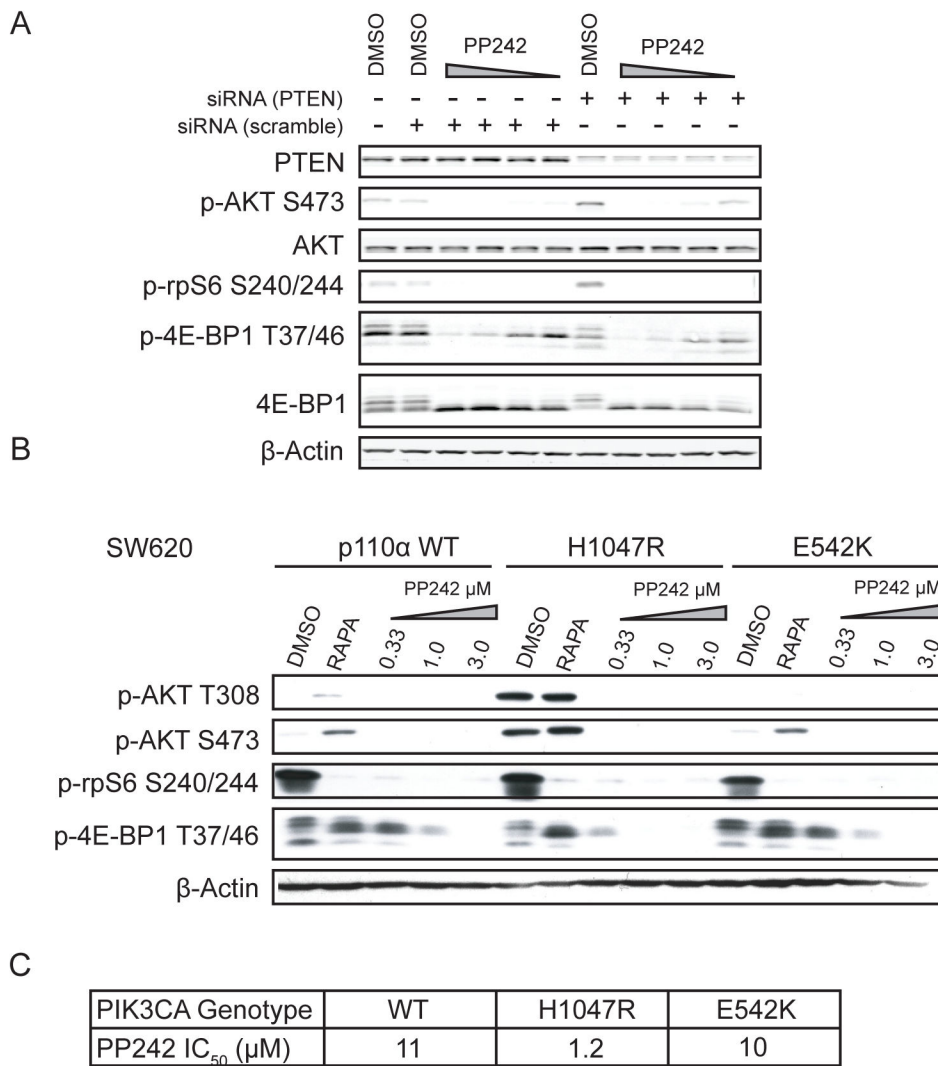 A
DMSO DMSO PP242 DMSO PP242
siRNA (PTEN) - - - - - - + + + + +
siRNA (scramble) - + + + + + - - - - -
PTEN
p-AKT S473
AKT
p-rpS6 S240/244
p-4E-BP1 T37/46
4E-BP1
β-Actin
B
SW620 p110α WT H1047R E542K
PP242 µM PP242 µM PP242 µM
DMSO RAPA 0.33 1.0 3.0 DMSO RAPA 0.33 1.0 3.0 DMSO RAPA 0.33 1.0 3.0
p-AKT T308
p-AKT S473
p-rpS6 S240/244
p-4E-BP1 T37/46
β-Actin
C
PIK3CA Genotype WT H1047R E542K
PP242 IC50 (µM) 11 1.2 10